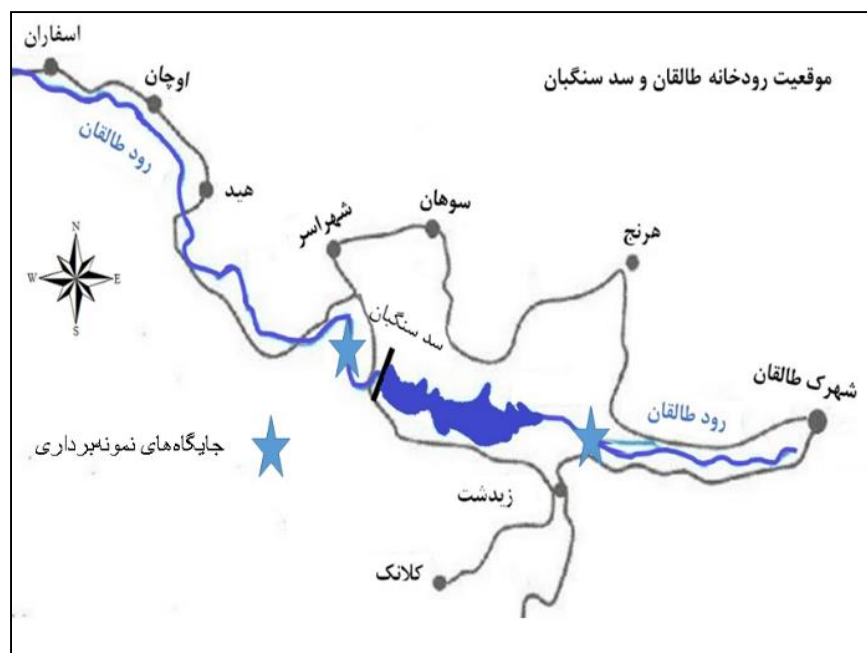 موقعیت رودخانه طالقان و سد سنگبان
اسفاران
اوچان
رود طالقان
هید
N
W
E
S
شهراسر
سوهان
هرنج
سد سنگبان
شهرک طالقان
رود طالقان
جایگاه‌های نمونه‌برداری
زیدشت
کلانک